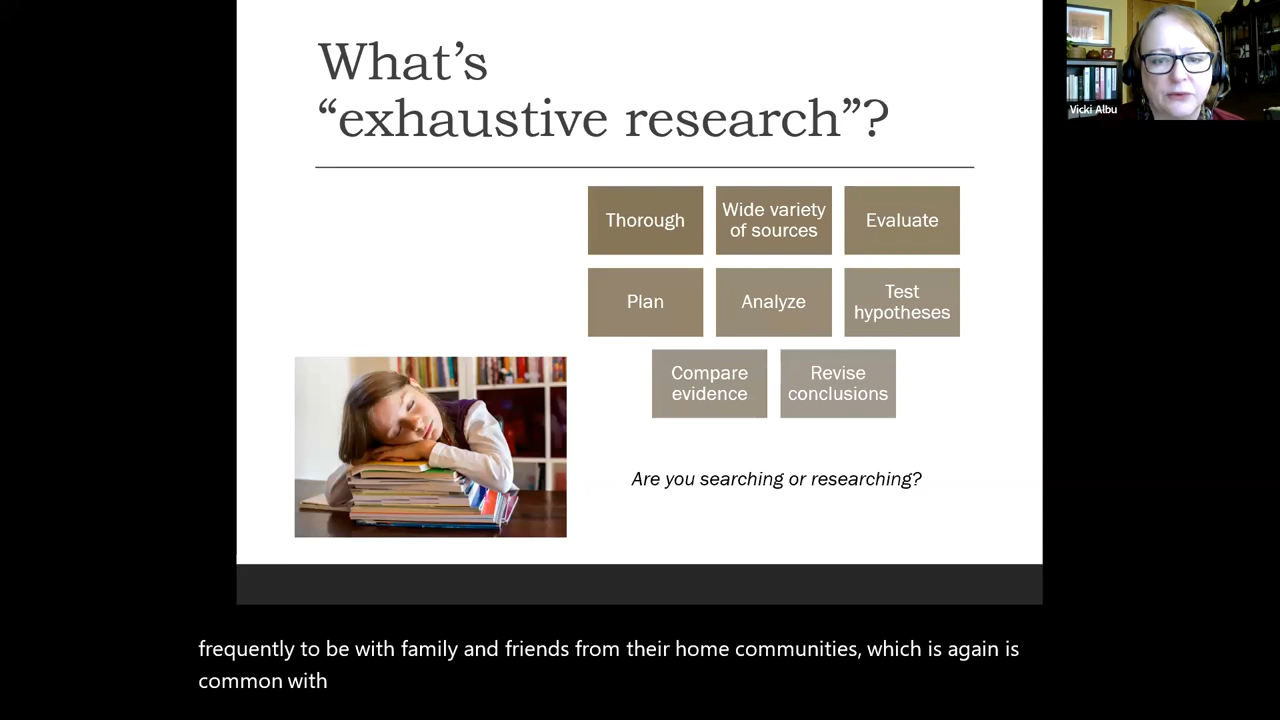 What's
“exhaustive research”?
Thorough
Wide variety
of sources
Evaluate
Plan
Analyze
Test
hypotheses
Compare
evidence
Revise
conclusions
Are you searching or researching?
Vicki Albu
frequently to be with family and friends from their home communities, which is again is
common with